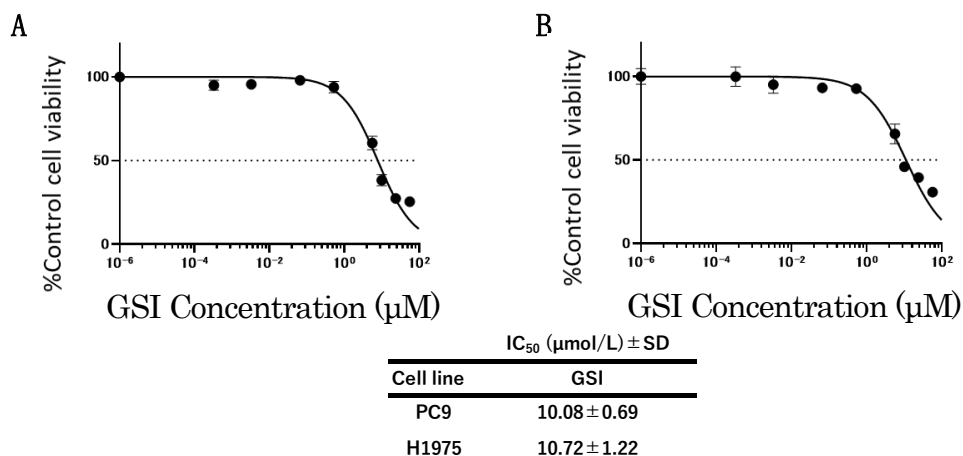 A
%Control cell viability
100
50
0
10⁻⁶ 10⁻⁴ 10⁻² 10⁰ 10²
GSI Concentration (µM)
B
%Control cell viability
100
50
0
10⁻⁶ 10⁻⁴ 10⁻² 10⁰ 10²
GSI Concentration (µM)
IC₅₀ (µmol/L)±SD
Cell line GSI
PC9 10.08±0.69
H1975 10.72±1.22